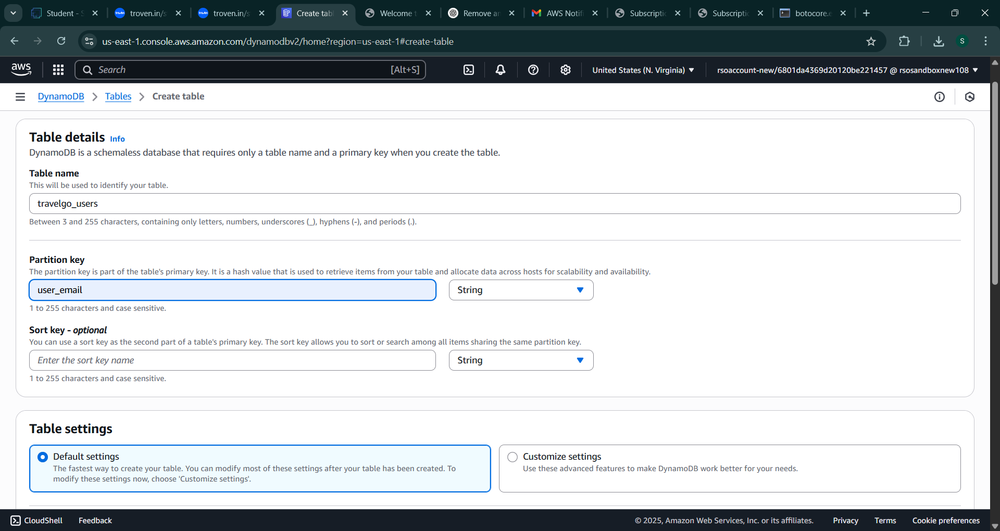 Student - S
troven.in/s
troven.in/s
Create tabl
Welcome t
Remove an
AWS Notifi
Subscriptio
Subscriptio
botocore.e
us-east-1.console.aws.amazon.com/dynamodbv2/home?region=us-east-1#create-table
S
aws
Search
[Alt+S]
United States (N. Virginia)
rsoaccount-new/6801da4369d20120be221457 @ rsosandboxnew108
DynamoDB
Tables
Create table
Table details Info
DynamoDB is a schemaless database that requires only a table name and a primary key when you create the table.
Table name
This will be used to identify your table.
travelgo_users
Between 3 and 255 characters, containing only letters, numbers, underscores (_), hyphens (-), and periods (.).
Partition key
The partition key is part of the table's primary key. It is a hash value that is used to retrieve items from your table and allocate data across hosts for scalability and availability.
user_email
String
1 to 255 characters and case sensitive.
Sort key - optional
You can use a sort key as the second part of a table's primary key. The sort key allows you to sort or search among all items sharing the same partition key.
Enter the sort key name
String
1 to 255 characters and case sensitive.
Table settings
Default settings
The fastest way to create your table. You can modify most of these settings after your table has been created. To
modify these settings now, choose 'Customize settings'.
Customize settings
Use these advanced features to make DynamoDB work better for your needs.
CloudShell
Feedback
© 2025, Amazon Web Services, Inc. or its affiliates.
Privacy
Terms
Cookie preferences